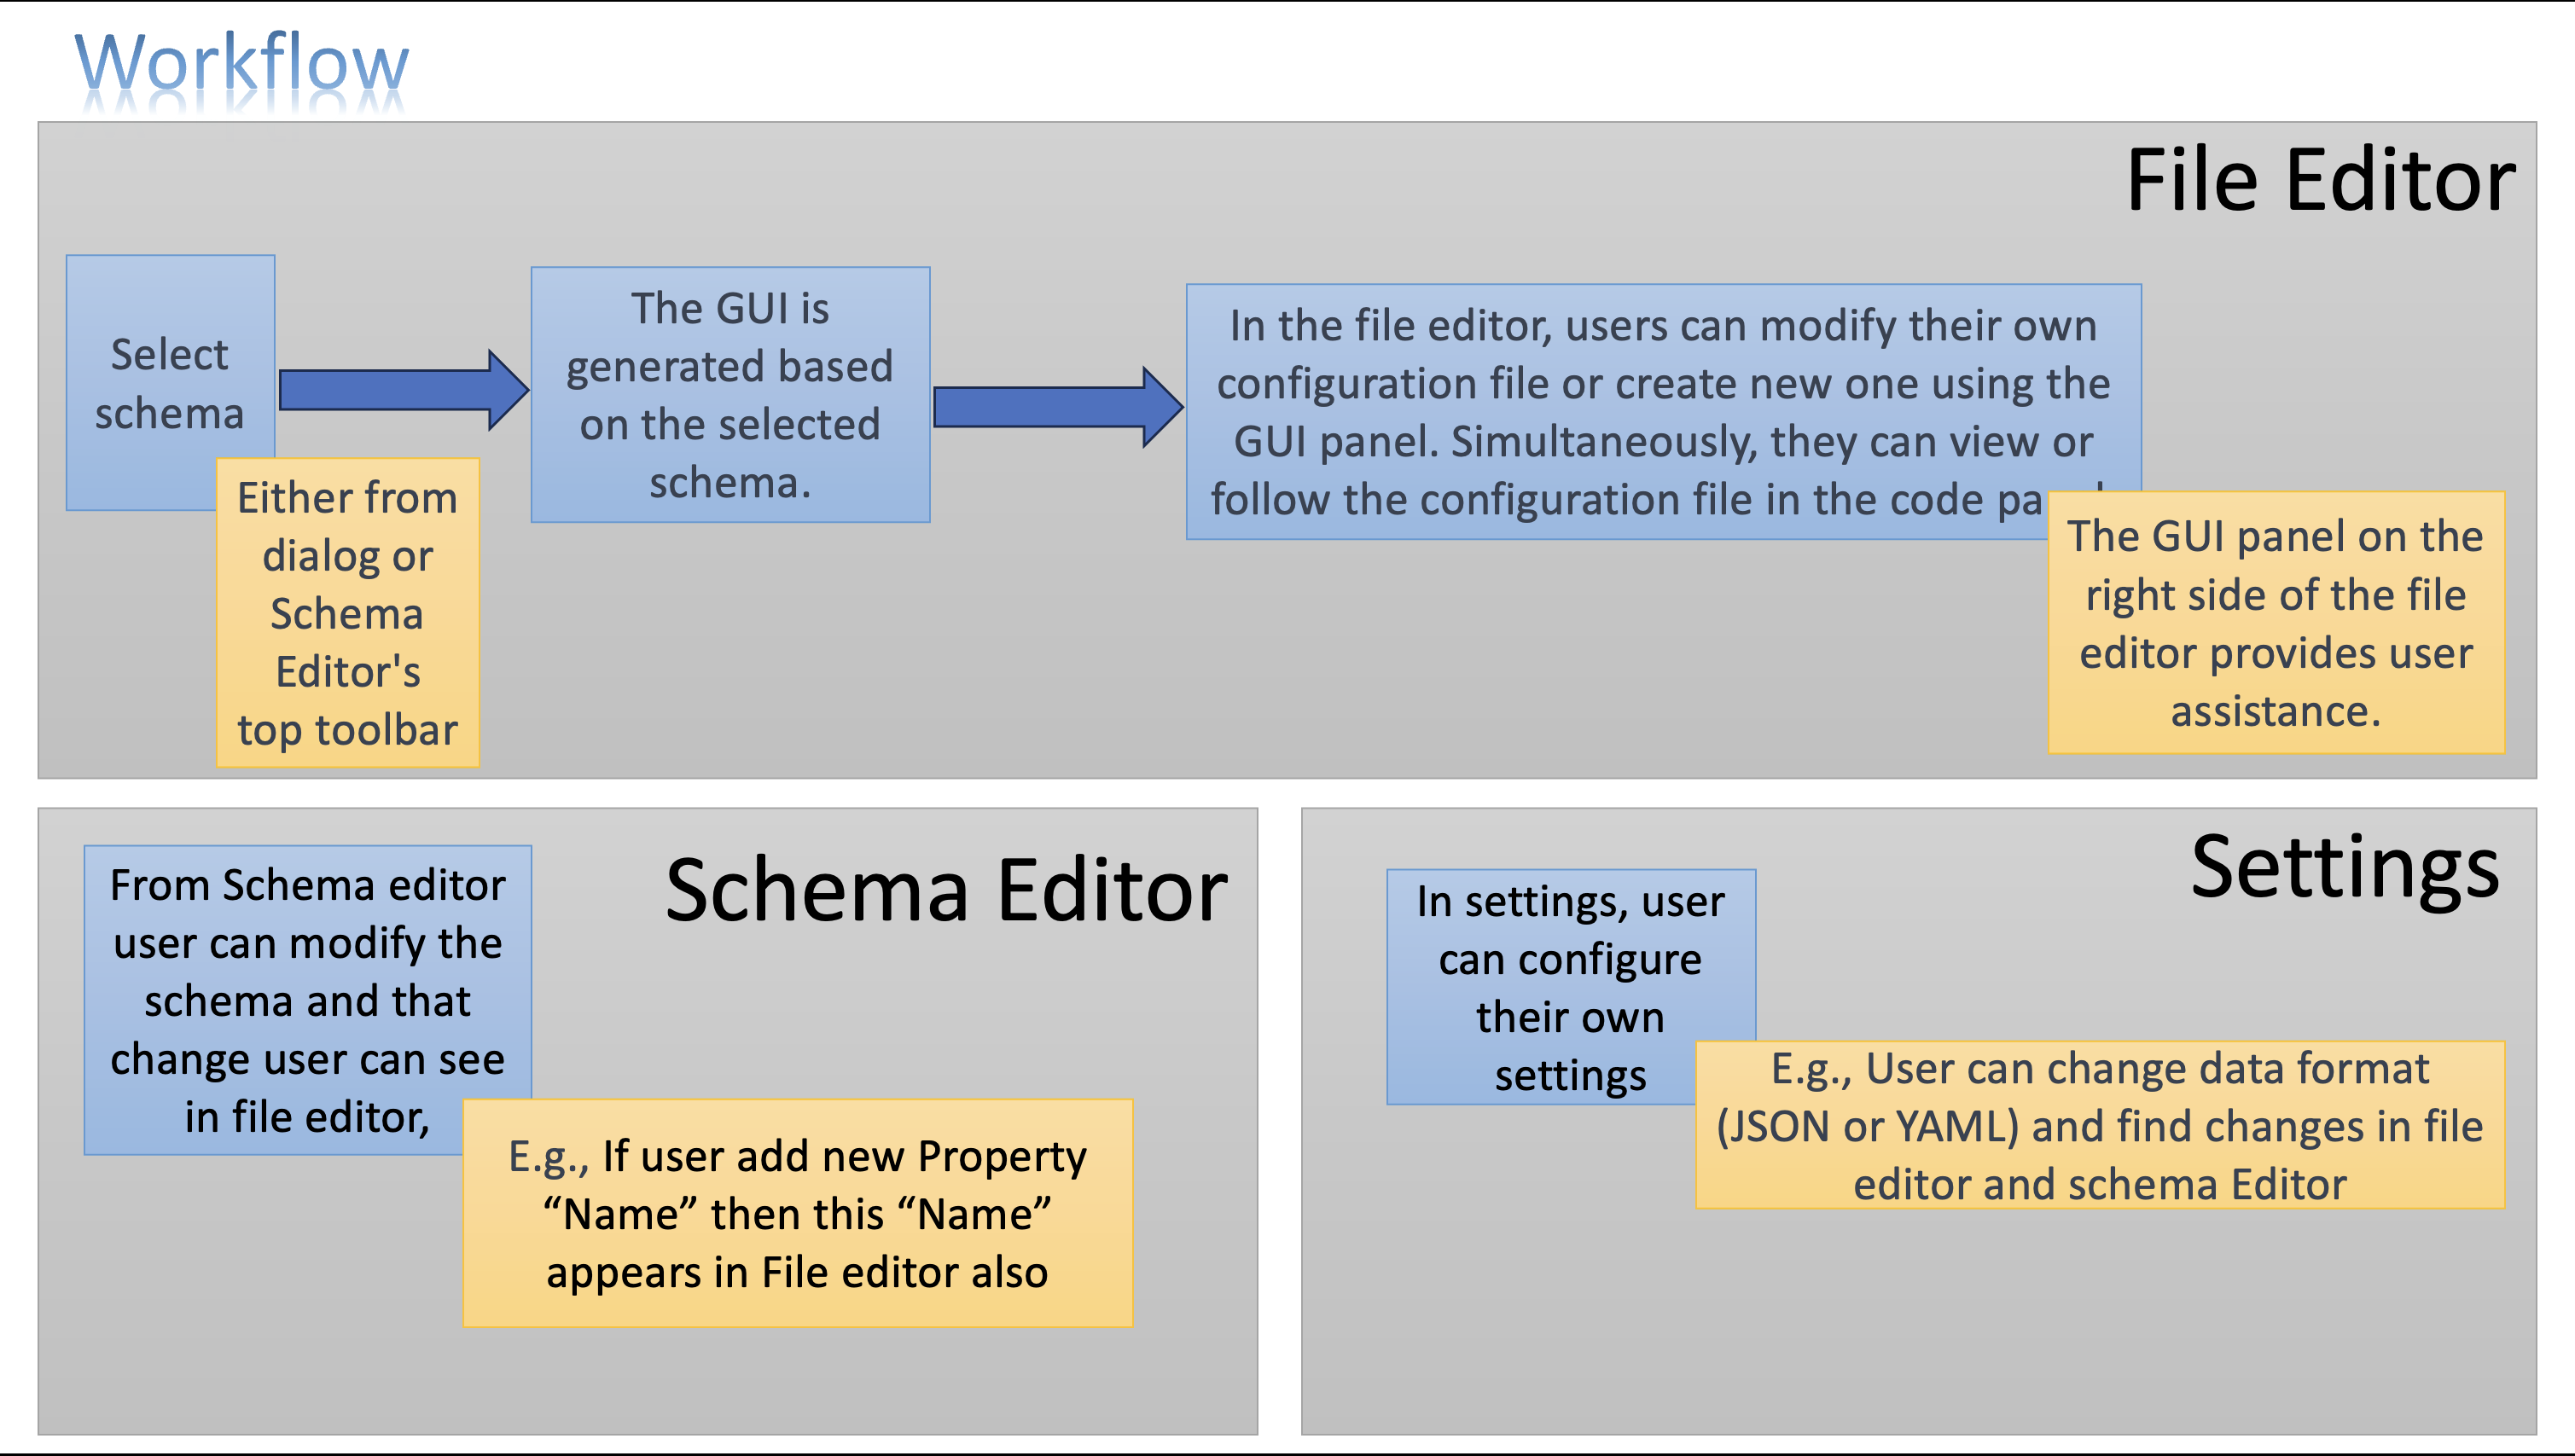 Workflow
File Editor
Select
schema
Either from
dialog or
Schema
Editor's
top toolbar
The GUI is
generated based
on the selected
schema.
In the file editor, users can modify their own
configuration file or create new one using the
GUI panel. Simultaneously, they can view or
follow the configuration file in the code
The GUI panel on the
right side of the file
editor provides user
assistance.
Schema Editor
From Schema editor
user can modify the
schema and that
change user can see
in file editor,
E.g., If user add new Property
“Name” then this “Name”
appears in File editor also
Settings
In settings, user
can configure
their own
settings
E.g., User can change data format
(JSON or YAML) and find changes in file
editor and schema Editor